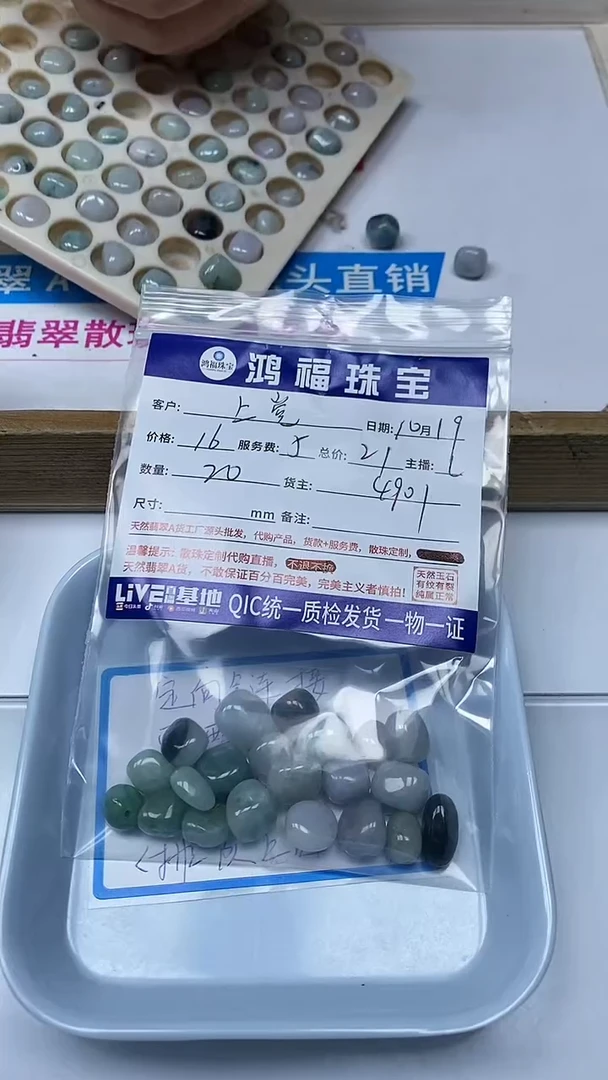 翠A
头直销
翡翠散珠
鸿福珠宝
鸿福珠宝
客户: 上岸 日期: 10月19
价格: 16 服务费: 5 总价: 21 主播: L
数量: 20 货主: 4901
尺寸: mm 备注:
天然翡翠A货工厂源头批发,代购产品,货款+服务费,散珠定制,
温馨提示: 散珠定制代购直播, 不退不换
天然翡翠A货,不敢保证百分百完美,完美主义者慎拍!
天然玉石
有纹有裂
纯属正常
LIVE 基地 QIC统一质检发货 一物一证
定向